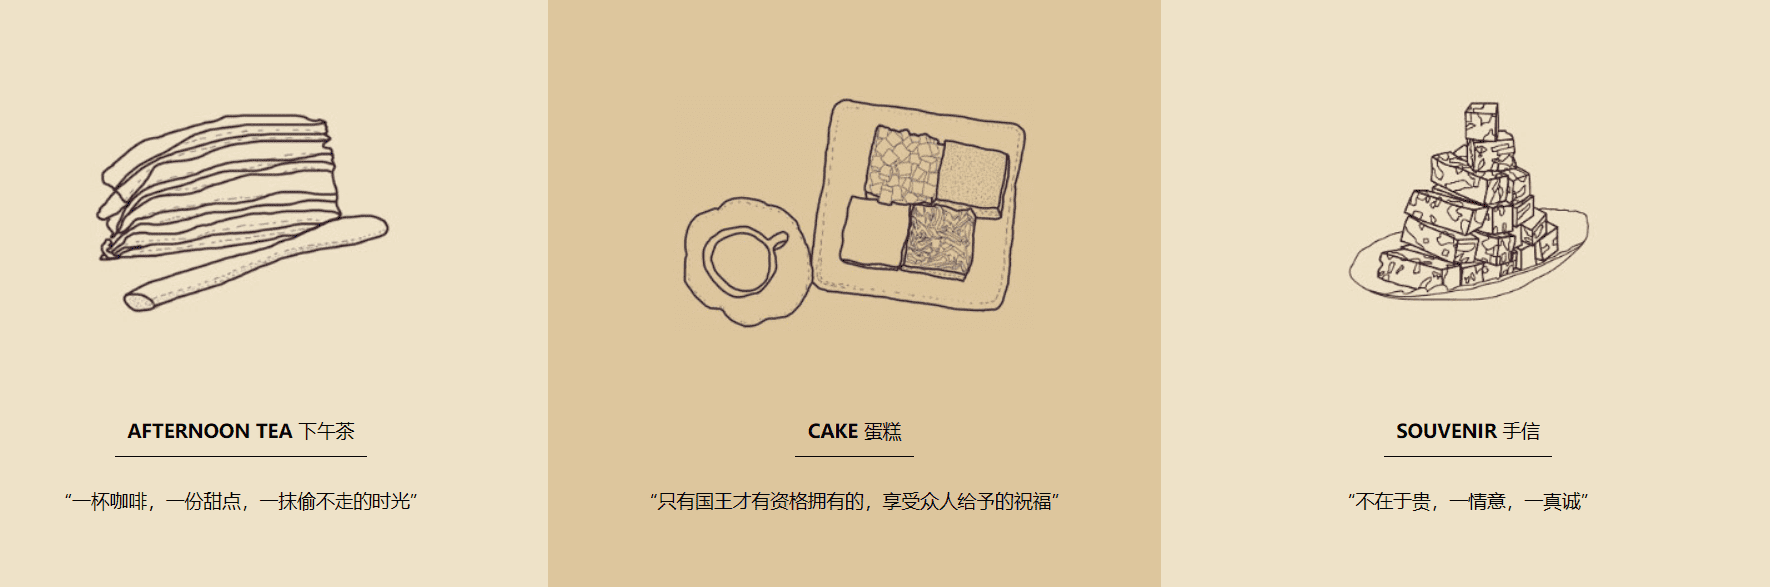 AFTERNOON TEA 下午茶
“一杯咖啡，一份甜点，一抹偷不走的时光”
CAKE 蛋糕
“只有国王才有资格拥有的，享受众人给予的祝福”
SOUVENIR 手信
“不在于贵，一情意，一真诚”